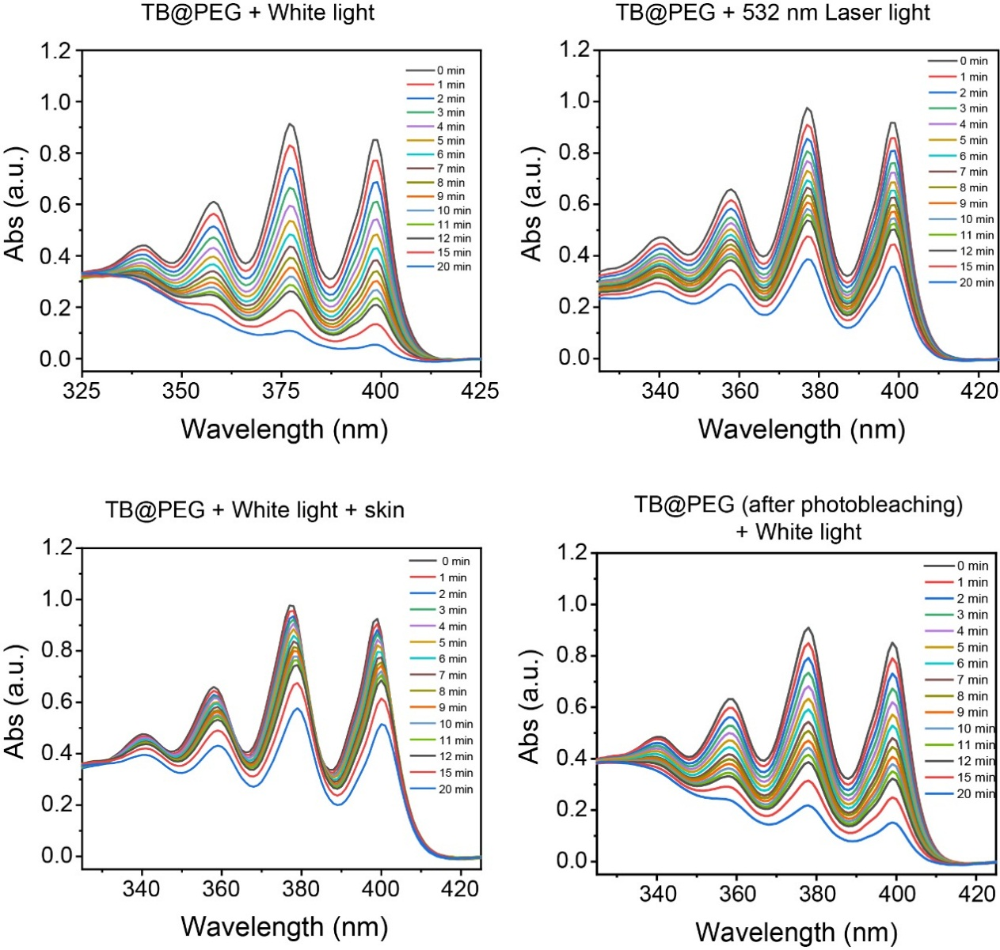 TB@PEG + White light
1.2
1.0
0.8
0.6
0.4
0.2
0.0
Abs (a.u.)
0 min
1 min
2 min
3 min
4 min
5 min
6 min
7 min
8 min
9 min
10 min
11 min
12 min
15 min
20 min
325 350 375 400 425
Wavelength (nm)
TB@PEG + 532 nm Laser light
1.2
1.0
0.8
0.6
0.4
0.2
0.0
Abs (a.u.)
0 min
1 min
2 min
3 min
4 min
5 min
6 min
7 min
8 min
9 min
10 min
11 min
12 min
15 min
20 min
340 360 380 400 420
Wavelength (nm)
TB@PEG + White light + skin
1.2
1.0
0.8
0.6
0.4
0.2
0.0
Abs (a.u.)
0 min
1 min
2 min
3 min
4 min
5 min
6 min
7 min
8 min
9 min
10 min
11 min
12 min
15 min
20 min
340 360 380 400 420
Wavelength (nm)
TB@PEG (after photobleaching)
+ White light
1.2
1.0
0.8
0.6
0.4
0.2
0.0
Abs (a.u.)
0 min
1 min
2 min
3 min
4 min
5 min
6 min
7 min
8 min
9 min
10 min
11 min
12 min
15 min
20 min
340 360 380 400 420
Wavelength (nm)